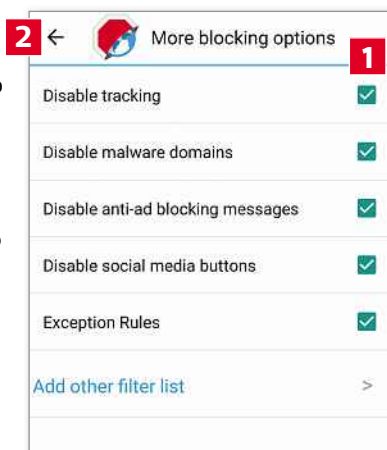 2 ← More blocking options
1
Disable tracking
Disable malware domains
Disable anti-ad blocking messages
Disable social media buttons
Exception Rules
Add other filter list >